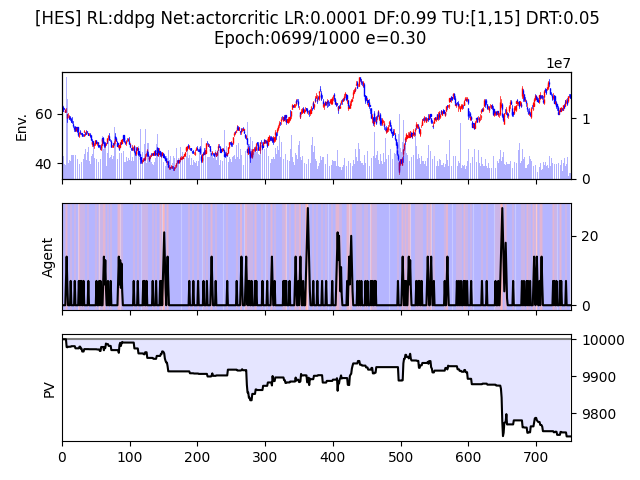 [HES] RL:ddpg Net:actorcritic LR:0.0001 DF:0.99 TU:[1,15] DRT:0.05
Epoch:0699/1000 e=0.30
1e7
Env.
60
40
1
0
Agent
20
0
PV
10000
9900
9800
0
100
200
300
400
500
600
700